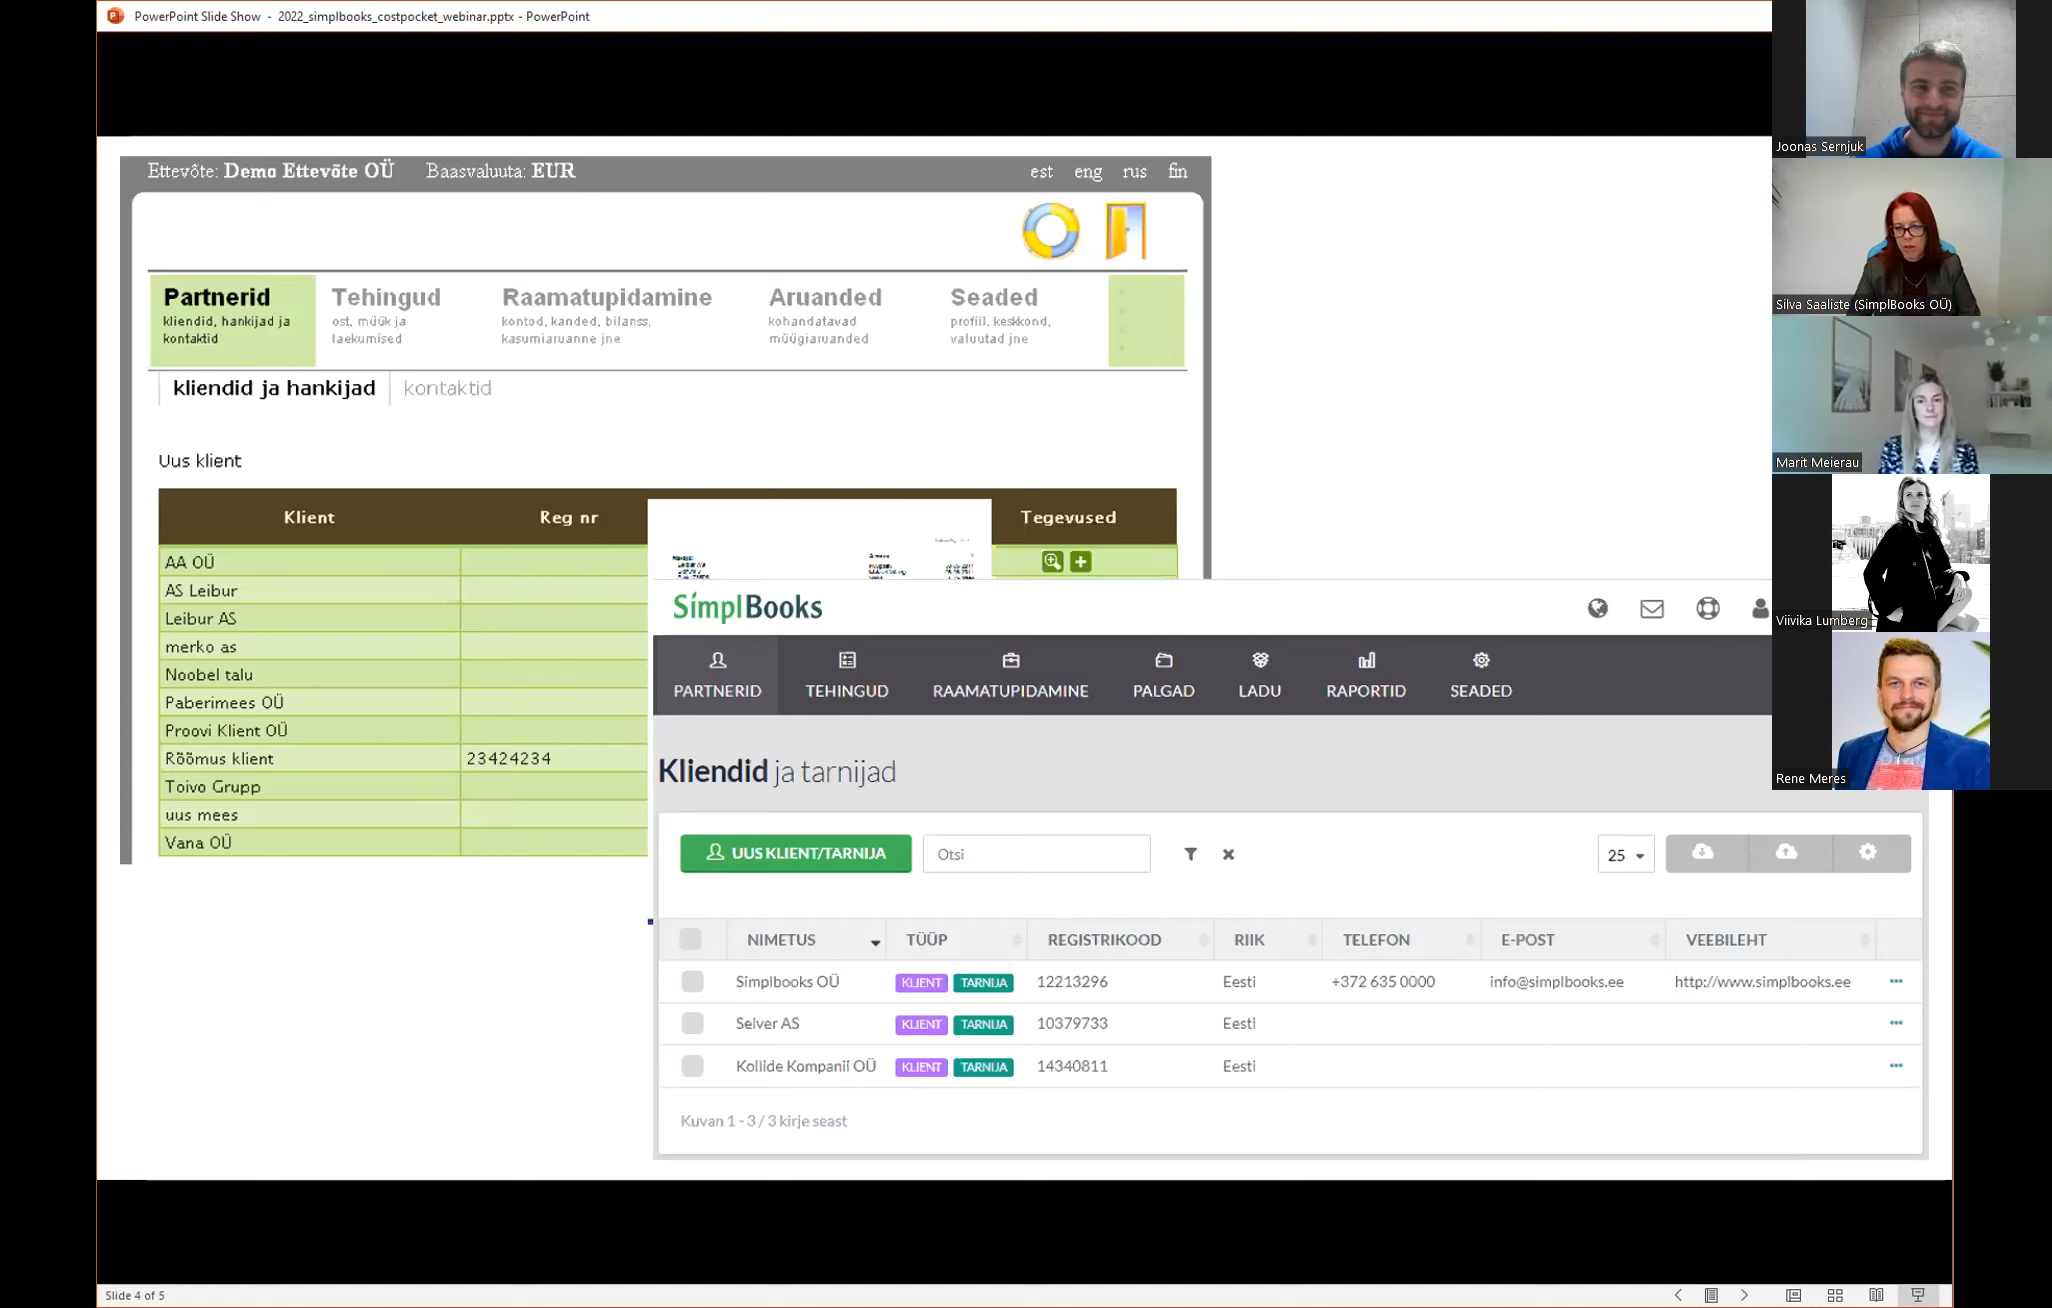 PowerPoint Slide Show - 2022_simplbooks_costpocket_webinar.pptx - PowerPoint
Ettevõte: Demo Ettevõte OÜ Baasvaluuta: EUR est eng rus fin
Partnerid
kliendid, hankijad ja
kontaktid
Tehingud
ost, müük ja
laekumised
Raamatupidamine
kontod, kanded, bilanss,
kasumiaruanne jne
Aruanded
kohandatavad
müügiaruanded
Seaded
profiil, keskkond,
valuutad jne
kliendid ja hankijad kontaktid
Uus klient
Klient Reg nr Tegevused
AA OÜ
AS Leibur
Leibur AS
merko as
Noobel talu
Paberimees OÜ
Proovi Klient OÜ
Rõõmus klient 23424234
Toivo Grupp
uus mees
Vana OÜ
SimplBooks
PARTNERID TEHINGUD RAAMATUPIDAMINE PALGAD LADU RAPORTID SEADED
Kliendid ja tarnijad
UUS KLIENT/TARNIJA Otsi 25
NIMETUS TÜÜP REGISTRIKOOD RIIK TELEFON E-POST VEEBILEHT
Simplbooks OÜ KLIENT TARNIJA 12213296 Eesti +372 635 0000 info@simplbooks.ee http://www.simplbooks.ee
Selver AS KLIENT TARNIJA 10379733 Eesti
Kollide Kompanii OÜ KLIENT TARNIJA 14340811 Eesti
Kuvan 1 - 3 / 3 kirje seast
Joonas Sernjuk
Silva Saaliste (SimplBooks OÜ)
Marit Meierau
Viivika Lumberg
Rene Meres
Slide 4 of 5